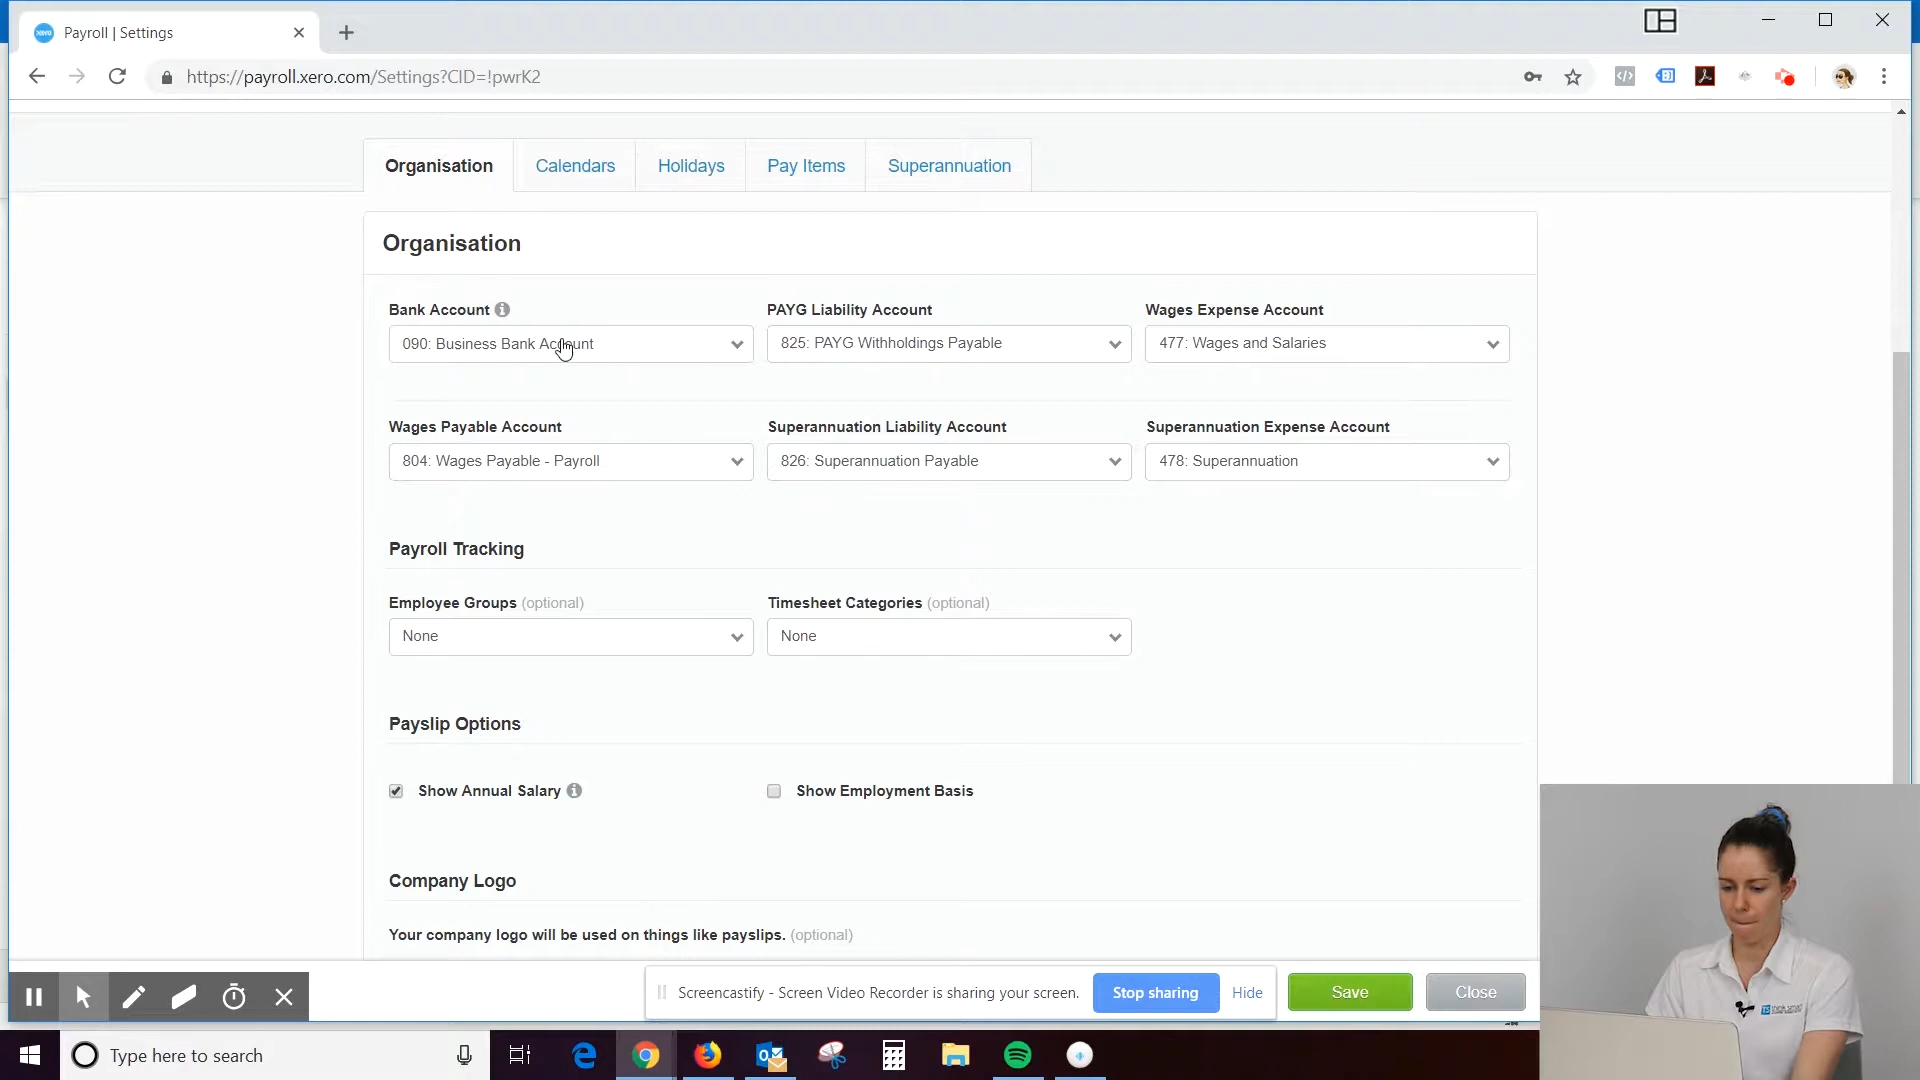 Payroll | Settings
https://payroll.xero.com/Settings?CID=!pwrK2
Organisation Calendars Holidays Pay Items Superannuation
Organisation
Bank Account PAYG Liability Account Wages Expense Account
090: Business Bank Account 825: PAYG Withholdings Payable 477: Wages and Salaries
Wages Payable Account Superannuation Liability Account Superannuation Expense Account
804: Wages Payable - Payroll 826: Superannuation Payable 478: Superannuation
Payroll Tracking
Employee Groups (optional) Timesheet Categories (optional)
None None
Payslip Options
Show Annual Salary Show Employment Basis
Company Logo
Your company logo will be used on things like payslips. (optional)
Screencastify - Screen Video Recorder is sharing your screen. Stop sharing Hide Save Close
Type here to search